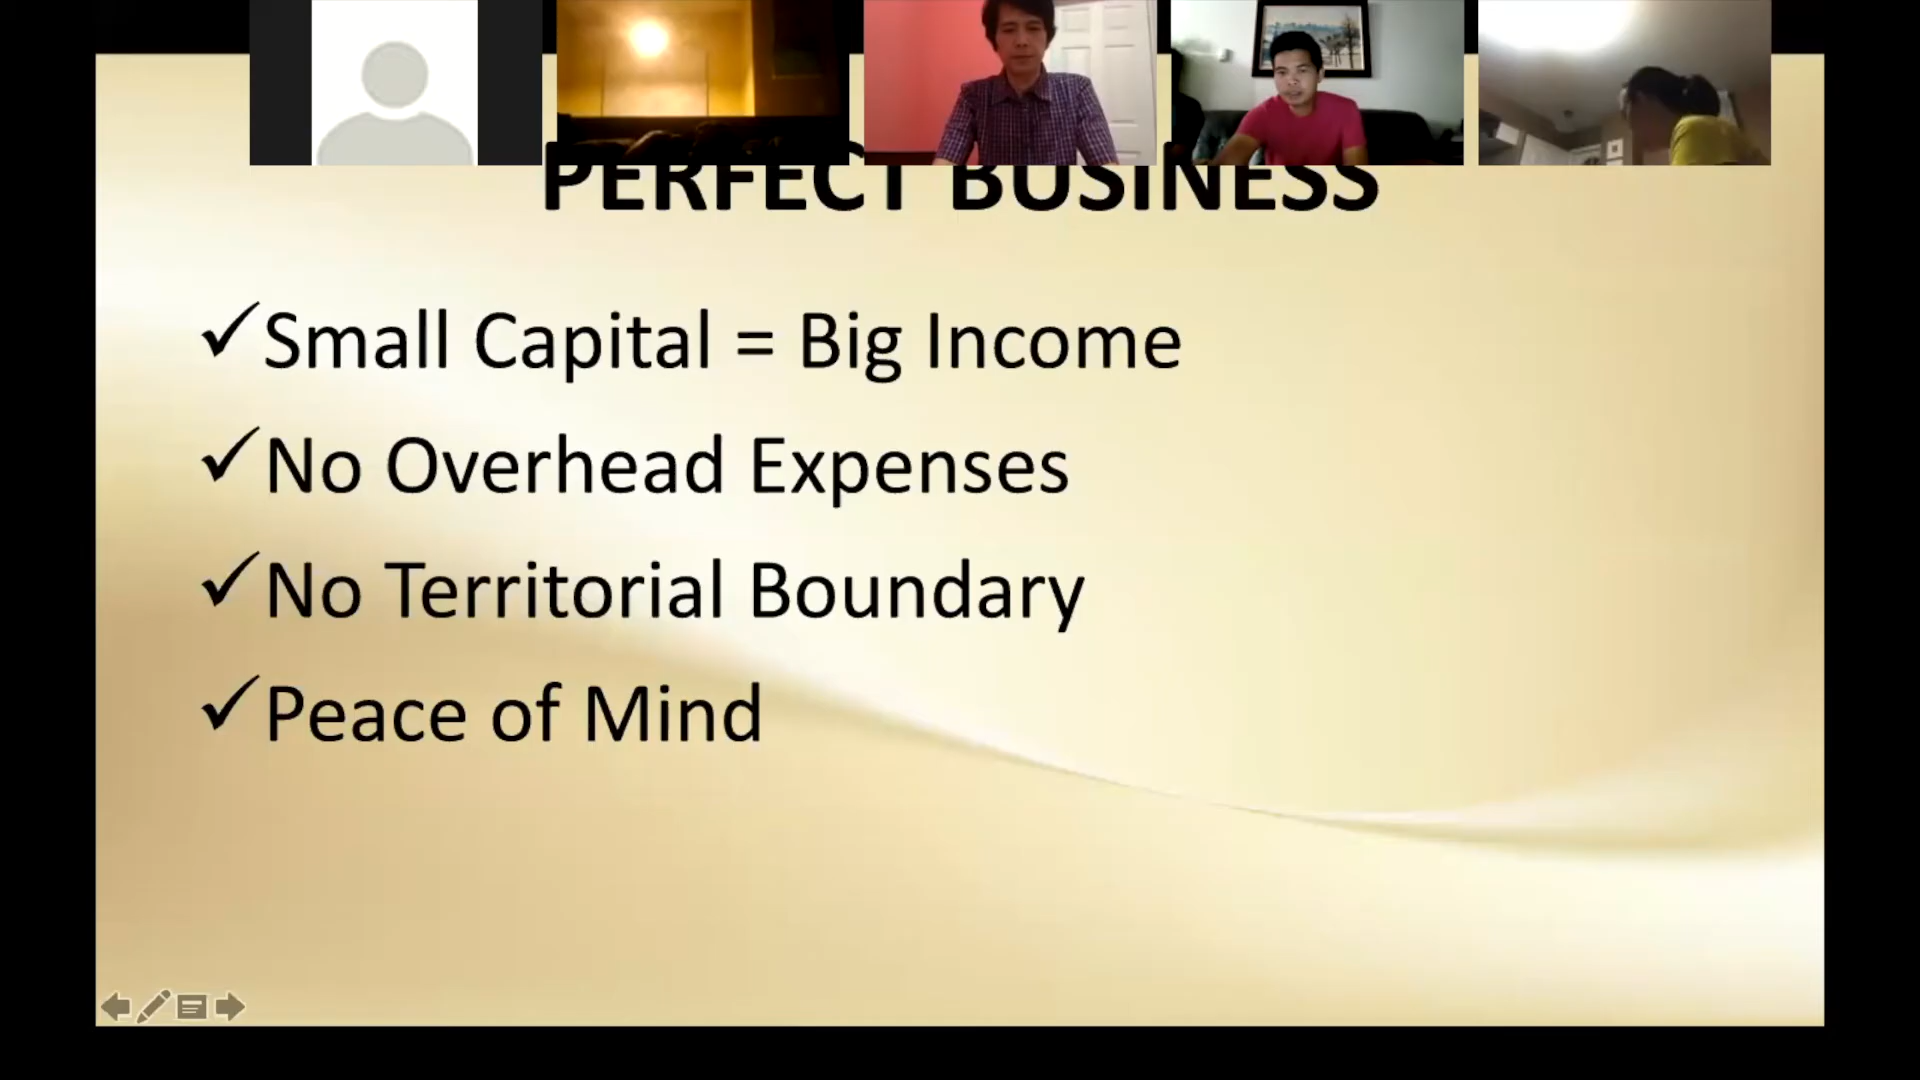 PERFECT BUSINESS
✓Small Capital = Big Income
✓No Overhead Expenses
✓No Territorial Boundary
✓Peace of Mind